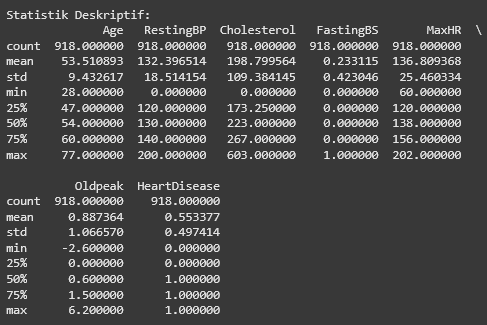 Statistik Deskriptif:
Age RestingBP Cholesterol FastingBS MaxHR \
count 918.000000 918.000000 918.000000 918.000000 918.000000
mean 53.510893 132.396514 198.799564 0.233115 136.809368
std 9.432617 18.514154 109.384145 0.423046 25.460334
min 28.000000 0.000000 0.000000 0.000000 60.000000
25% 47.000000 120.000000 173.250000 0.000000 120.000000
50% 54.000000 130.000000 223.000000 0.000000 138.000000
75% 60.000000 140.000000 267.000000 0.000000 156.000000
max 77.000000 200.000000 603.000000 1.000000 202.000000
Oldpeak HeartDisease
count 918.000000 918.000000
mean 0.887364 0.553377
std 1.066570 0.497414
min -2.600000 0.000000
25% 0.000000 0.000000
50% 0.600000 1.000000
75% 1.500000 1.000000
max 6.200000 1.000000